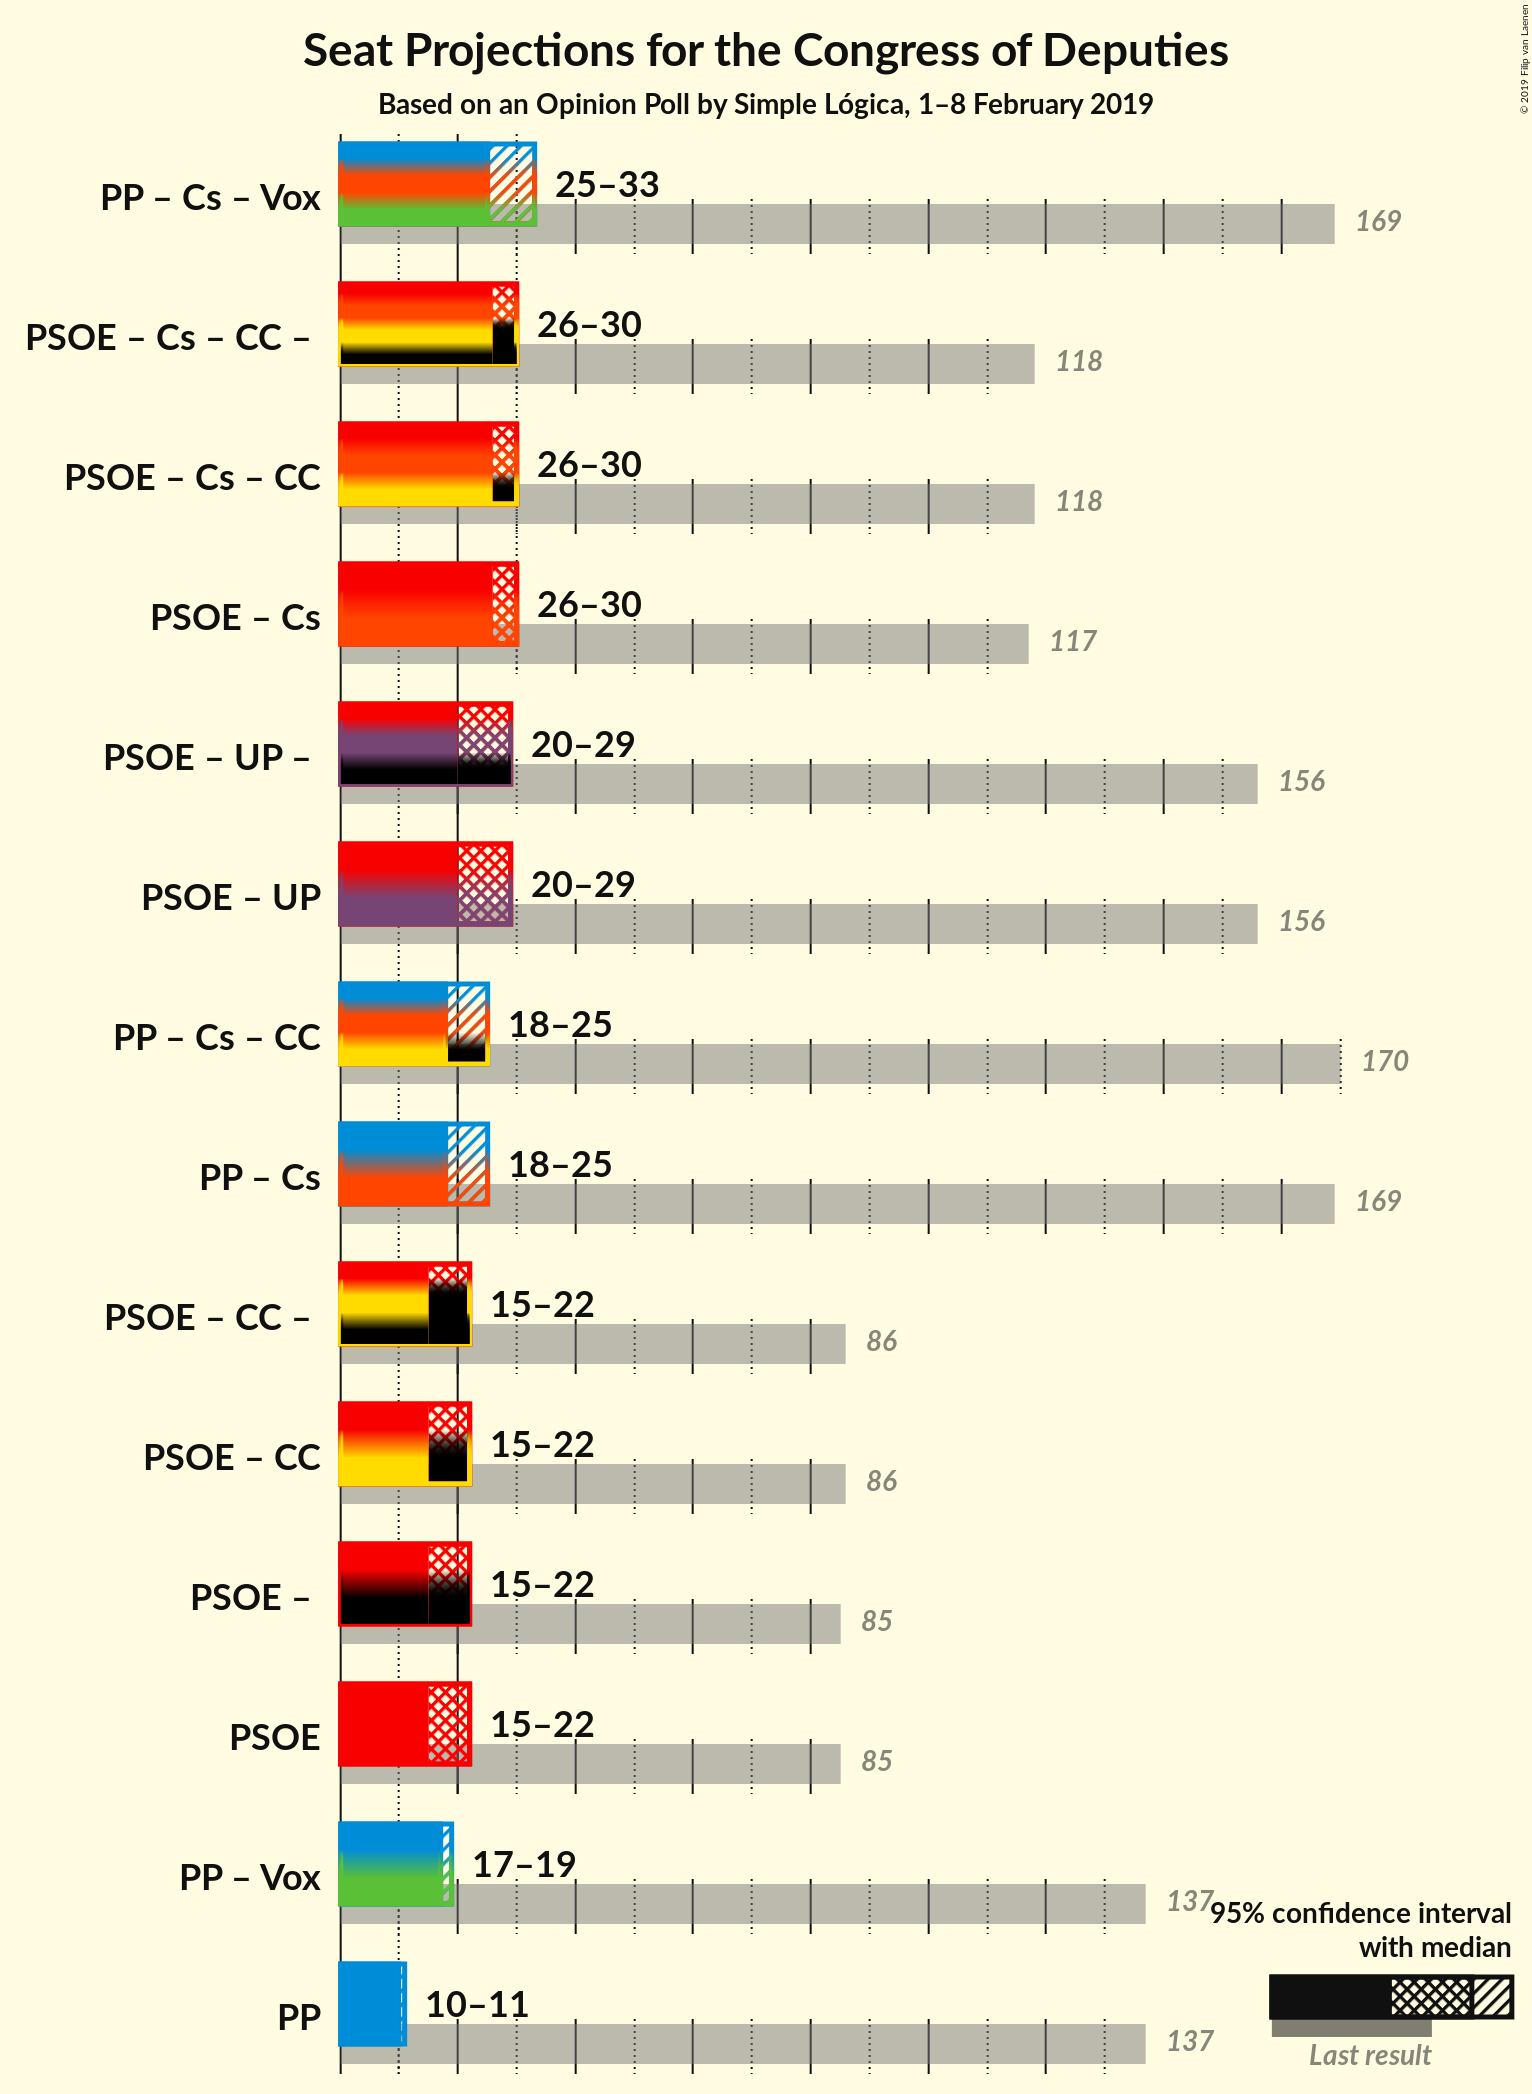 Seat Projections for the Congress of Deputies
Based on an Opinion Poll by Simple Lógica, 1–8 February 2019
© 2019 Filip van Laenen
PP – Cs – Vox
25–33
169
PSOE – Cs – CC –
26–30
118
PSOE – Cs – CC
26–30
118
PSOE – Cs
26–30
117
PSOE – UP –
20–29
156
PSOE – UP
20–29
156
PP – Cs – CC
18–25
170
PP – Cs
18–25
169
PSOE – CC –
15–22
86
PSOE – CC
15–22
86
PSOE –
15–22
85
PSOE
15–22
85
PP – Vox
17–19
137
PP
10–11
137
95% confidence interval
with median
Last result